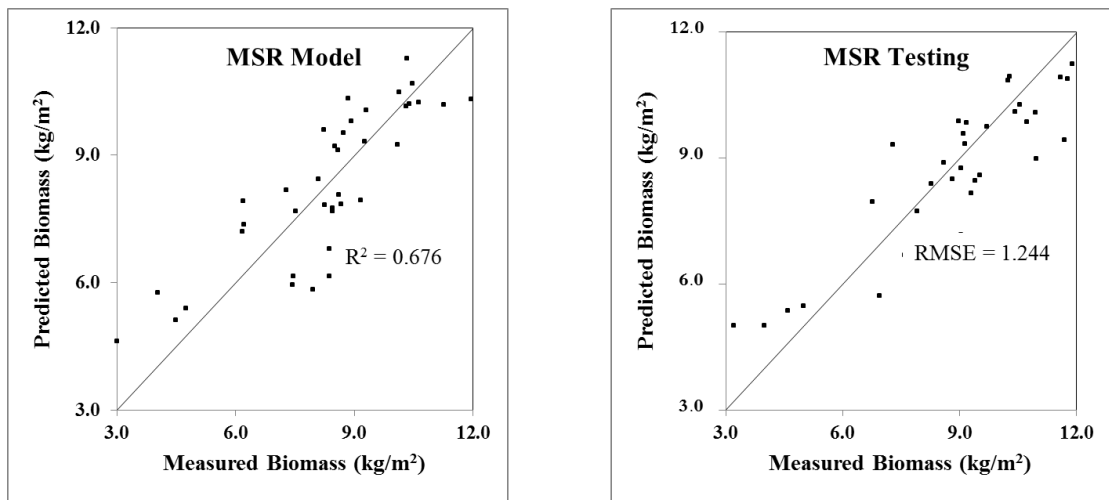 MSR Model
12.0
9.0
6.0
3.0
Predicted Biomass (kg/m²)
R² = 0.676
3.0 6.0 9.0 12.0
Measured Biomass (kg/m²)
MSR Testing
12.0
9.0
6.0
3.0
Predicted Biomass (kg/m²)
RMSE = 1.244
3.0 6.0 9.0 12.0
Measured Biomass (kg/m²)